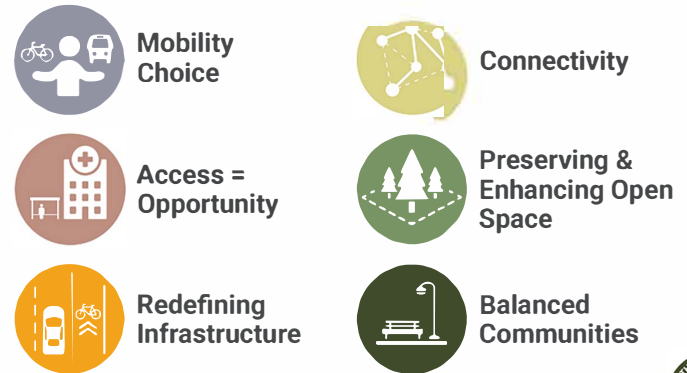 Mobility
Choice
Connectivity
Access =
Opportunity
Preserving &
Enhancing Open
Space
Redefining
Infrastructure
Balanced
Communities